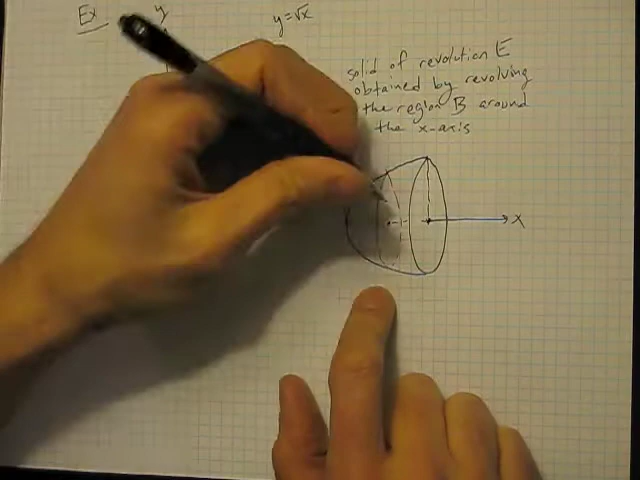 Ex
y
y=√x
solid of revolution E
obtained by revolving
the region B around
the x-axis
x